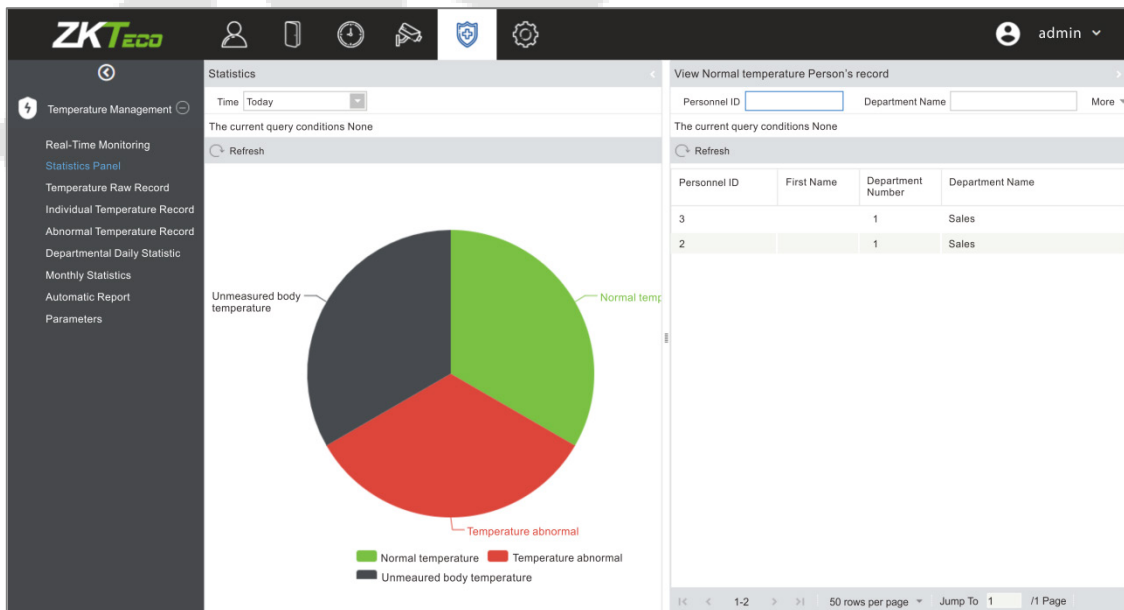 ZKTECO
admin
Temperature Management
Real-Time Monitoring
Statistics Panel
Temperature Raw Record
Individual Temperature Record
Abnormal Temperature Record
Departmental Daily Statistic
Monthly Statistics
Automatic Report
Parameters
Statistics
Time Today
The current query conditions None
Refresh
Unmeasured body
temperature
Normal temp
Temperature abnormal
Normal temperature Temperature abnormal
Unmeaured body temperature
View Normal temperature Person's record
Personnel ID Department Name More
The current query conditions None
Refresh
Personnel ID First Name Department Number Department Name
3 1 Sales
2 1 Sales
1-2 50 rows per page Jump To 1 /1 Page